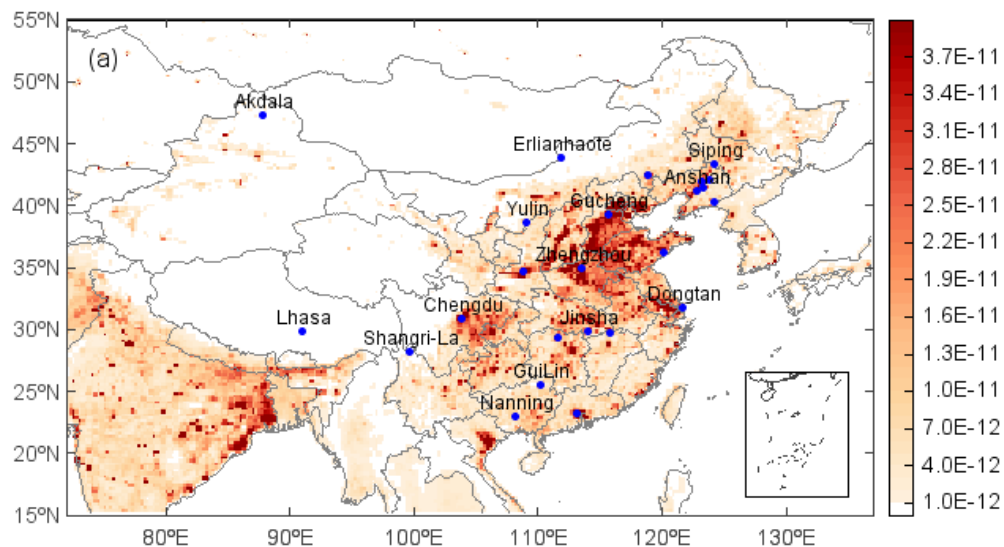 55ºN
50ºN
45ºN
40ºN
35ºN
30ºN
25ºN
20ºN
15ºN
(a)
Akdala
Erlianhaote
Siping
Anshan
Gucheng
Yulin
Zhengzhou
Dongtan
Chengdu
Jinsha
Lhasa
Shangri-La
GuiLin
Nanning
80ºE
90ºE
100ºE
110ºE
120ºE
130ºE
3.7E-11
3.4E-11
3.1E-11
2.8E-11
2.5E-11
2.2E-11
1.9E-11
1.6E-11
1.3E-11
1.0E-11
7.0E-12
4.0E-12
1.0E-12